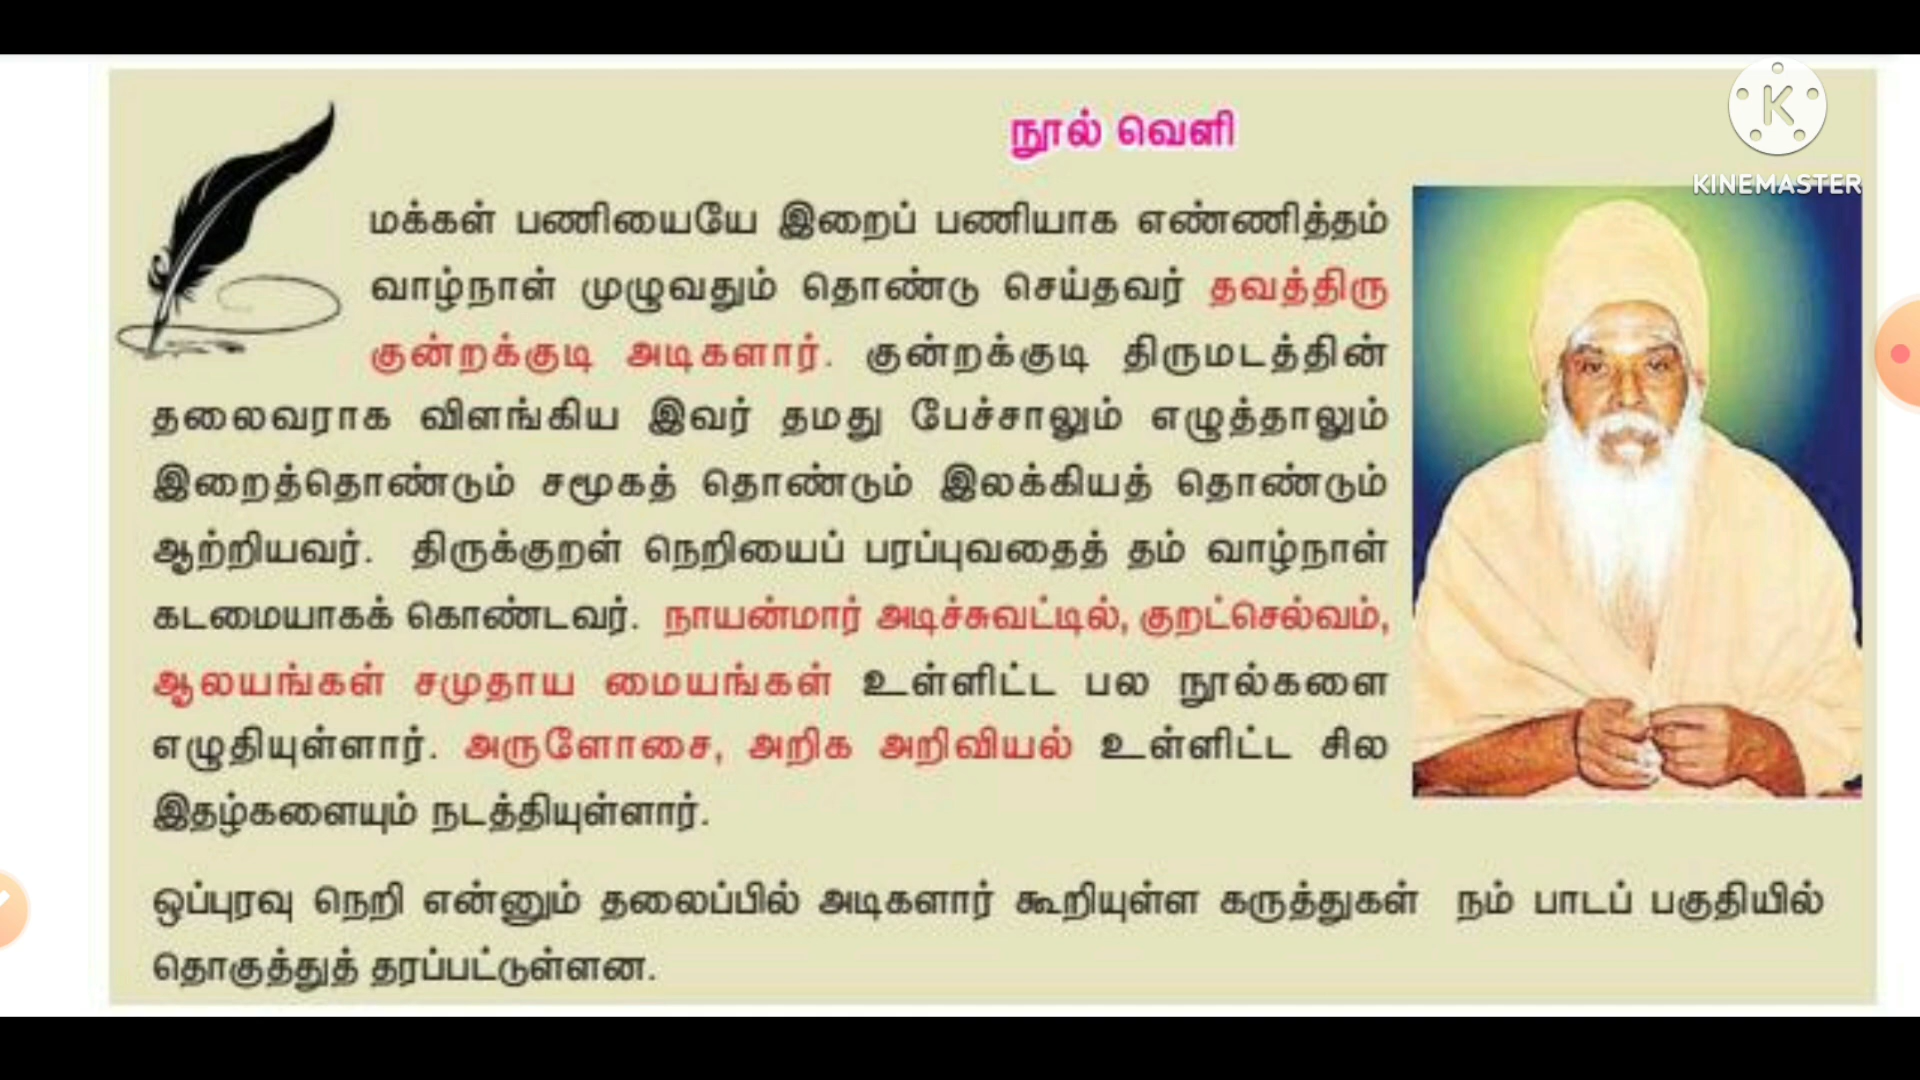 நூல் வெளி
KINEMASTER
மக்கள் பணியையே இறைப் பணியாக எண்ணித்தம்
வாழ்நாள் முழுவதும் தொண்டு செய்தவர் தவத்திரு
குன்றக்குடி அடிகளார். குன்றக்குடி திருமடத்தின்
தலைவராக விளங்கிய இவர் தமது பேச்சாலும் எழுத்தாலும்
இறைத்தொண்டும் சமூகத் தொண்டும் இலக்கியத் தொண்டும்
ஆற்றியவர். திருக்குறள் நெறியைப் பரப்புவதைத் தம் வாழ்நாள்
கடமையாகக் கொண்டவர். நாயன்மார் அடிச்சுவட்டில், குறட்செல்வம்,
ஆலயங்கள் சமுதாய மையங்கள் உள்ளிட்ட பல நூல்களை
எழுதியுள்ளார். அருளோசை, அறிக அறிவியல் உள்ளிட்ட சில
இதழ்களையும் நடத்தியுள்ளார்.
ஒப்புரவு நெறி என்னும் தலைப்பில் அடிகளார் கூறியுள்ள கருத்துகள் நம் பாடப் பகுதியில்
தொகுத்துத் தரப்பட்டுள்ளன.